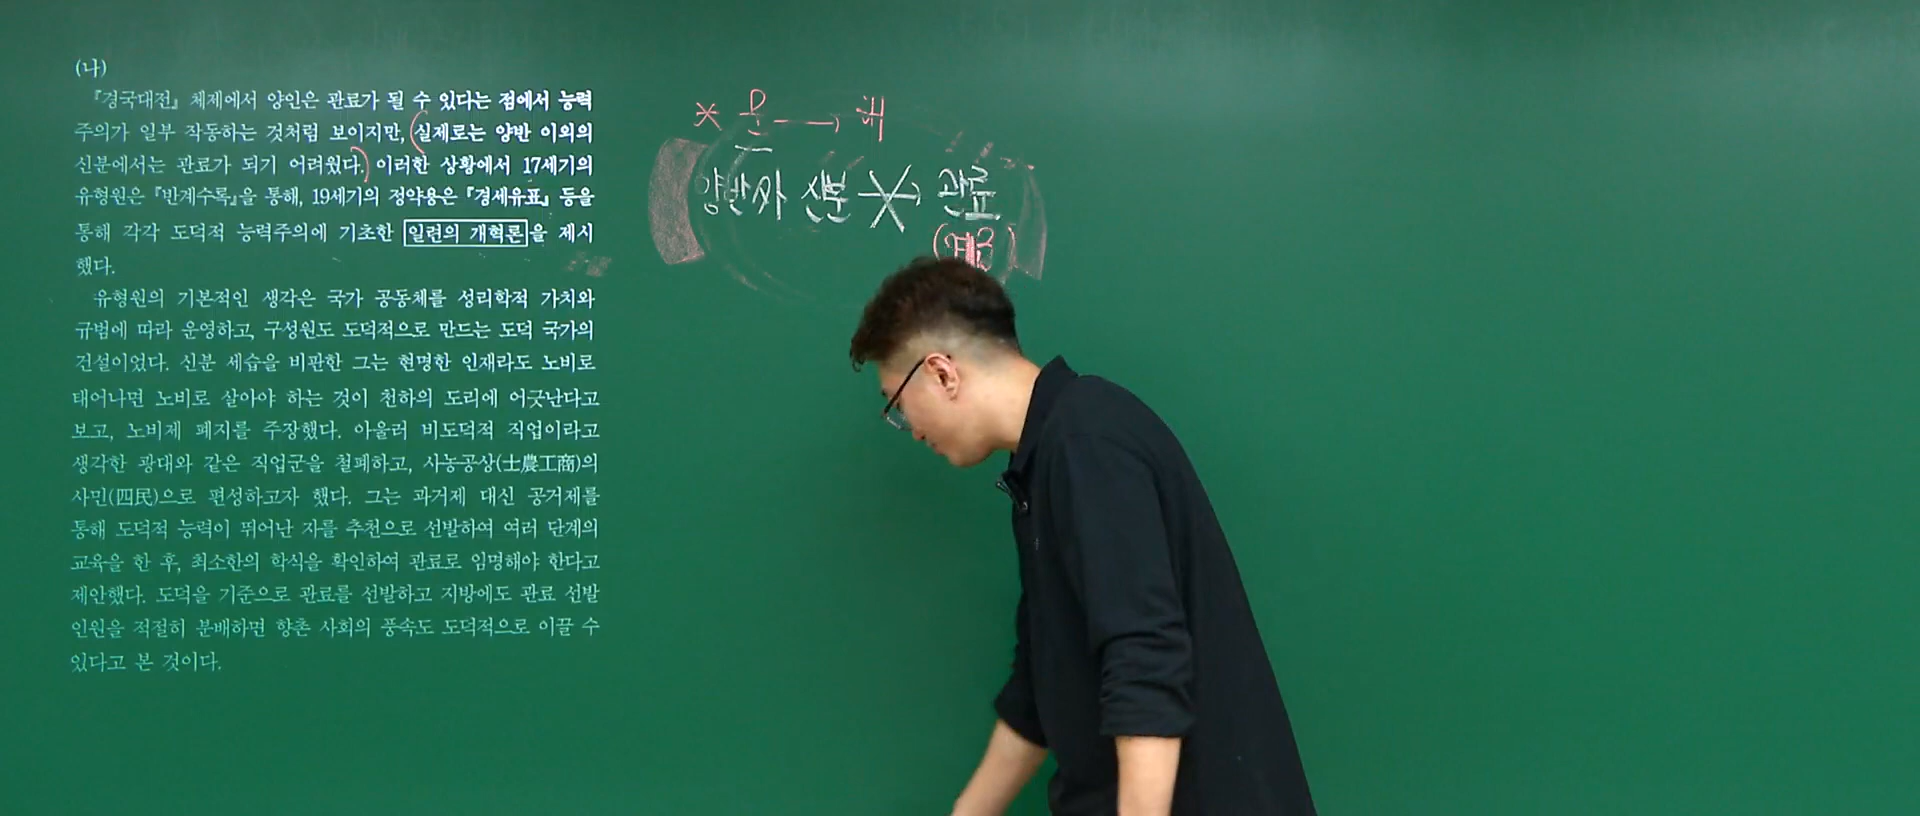 (나)
『경국대전』 체제에서 양인은 관료가 될 수 있다는 점에서 능력
주의가 일부 작동하는 것처럼 보이지만, (실제로는 양반 이외의
신분에서는 관료가 되기 어려웠다.) 이러한 상황에서 17세기의
유형원은 『반계수록』을 통해, 19세기의 정약용은 『경세유표』 등을
통해 각각 도덕적 능력주의에 기초한 일련의 개혁론을 제시
했다.
유형원의 기본적인 생각은 국가 공동체를 성리학적 가치와
규범에 따라 운영하고, 구성원도 도덕적으로 만드는 도덕 국가의
건설이었다. 신분 세습을 비판한 그는 현명한 인재라도 노비로
태어나면 노비로 살아야 하는 것이 천하의 도리에 어긋난다고
보고, 노비제 폐지를 주장했다. 아울러 비도덕적 직업이라고
생각한 광대와 같은 직업군을 철폐하고, 사농공상(士農工商)의
사민(四民)으로 편성하고자 했다. 그는 과거제 대신 공거제를
통해 도덕적 능력이 뛰어난 자를 추천으로 선발하여 여러 단계의
교육을 한 후, 최소한의 학식을 확인하여 관료로 임명해야 한다고
제안했다. 도덕을 기준으로 관료를 선발하고 지방에도 관료 선발
인원을 적절히 분배하면 향촌 사회의 풍속도 도덕적으로 이끌 수
있다고 본 것이다.
* 문 → 해
양반外 신분 → 관료